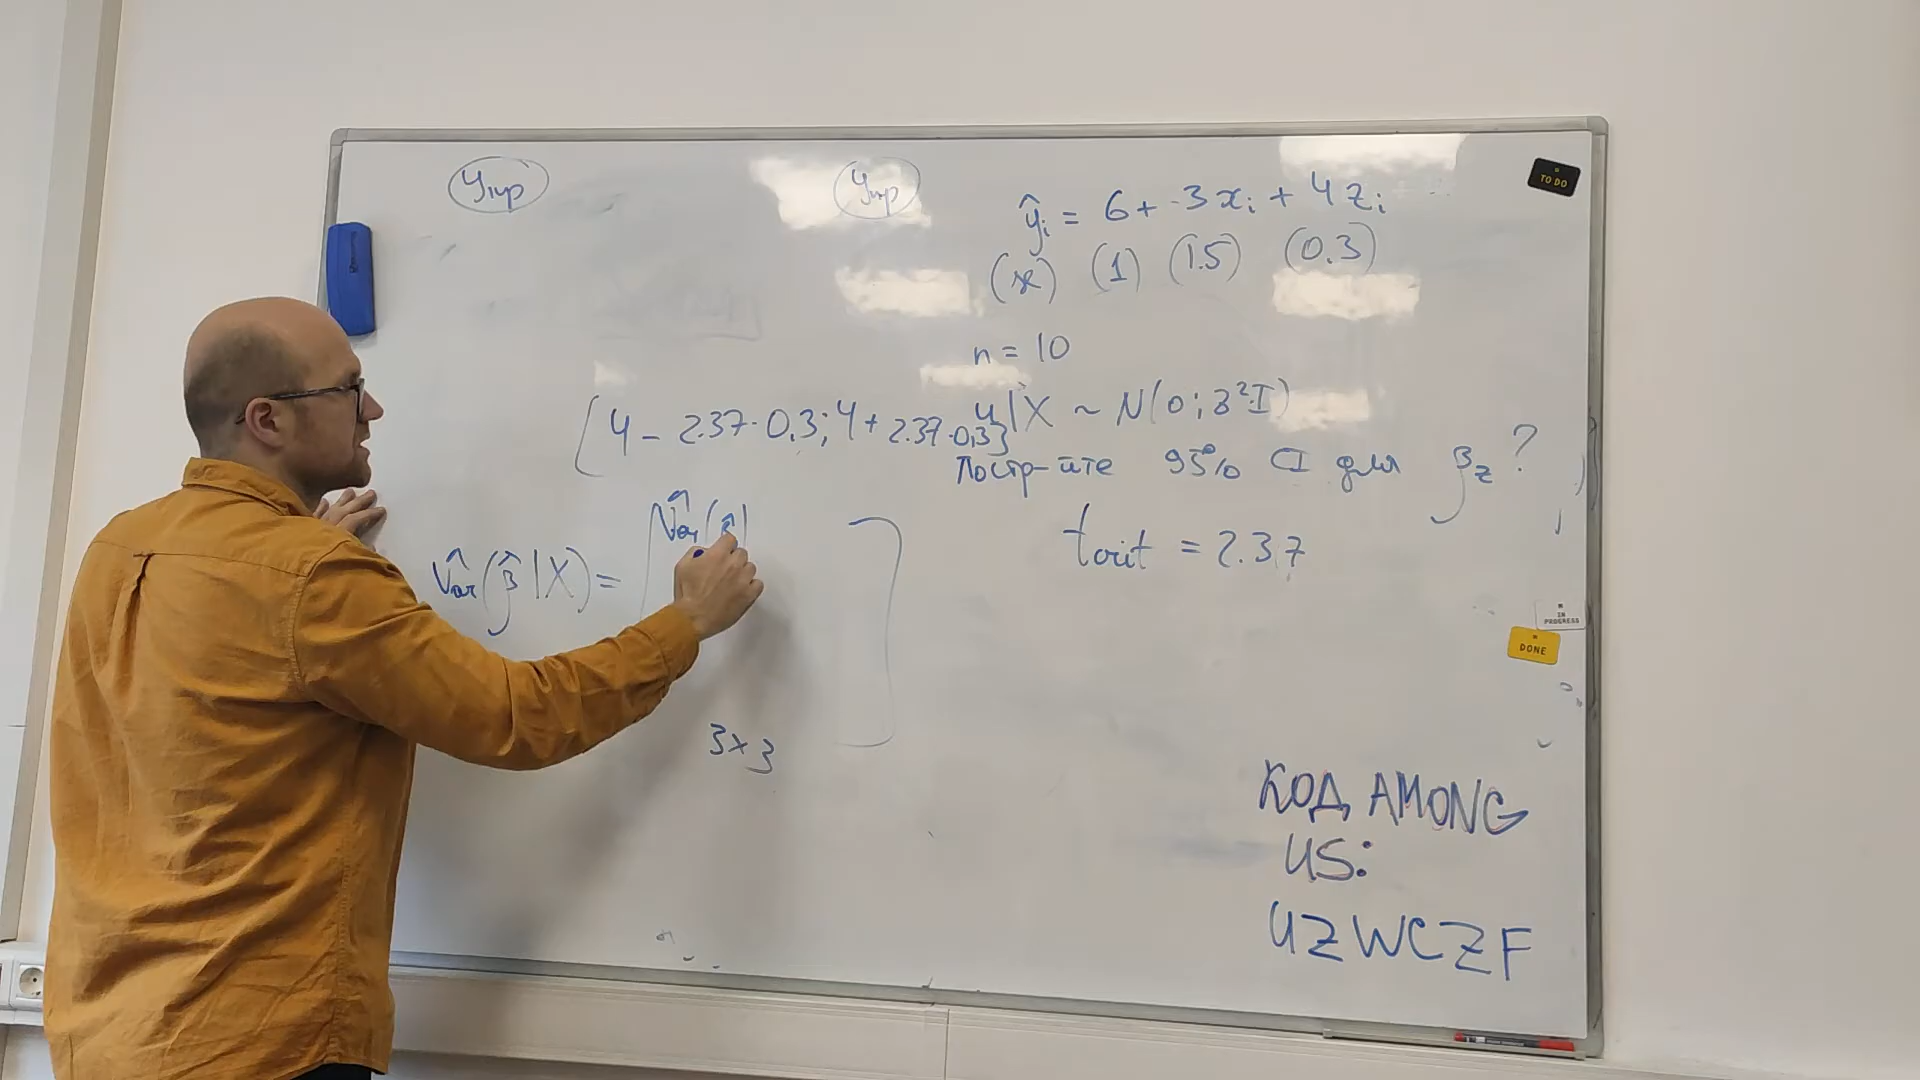 Упр
Упр
ŷᵢ = 6 + -3xᵢ + 4zᵢ
(se) (1) (1.5) (0.3)
n = 10
u|X ~ N(0; σ²·I)
[4 - 2.37·0.3; 4 + 2.37·0.3]
Постр-йте 95% CI для β_z ?
t_crit = 2.37
V̂ar(β̂|X) = [V̂ar(β̂
3×3
КОД AMONG
US:
UZWCZF
TO DO
IN PROGRESS
DONE